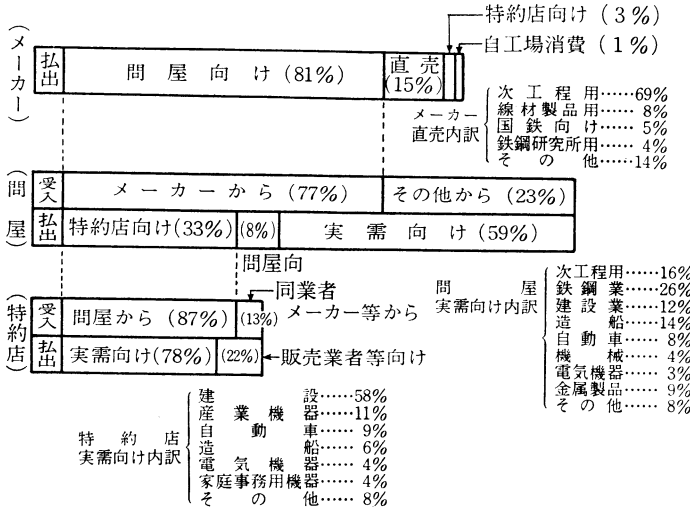 特約店向け(3%)
自工場消費(1%)
(メーカー)
払出 問屋向け(81%) 直売(15%)
メーカー直売内訳
次工程用……69%
線材製品用…… 8%
国鉄向け…… 5%
鉄鋼研究所用…… 4%
その他……14%
(問屋)
受入 メーカーから(77%) その他から(23%)
払出 特約店向け(33%) (8%) 実需向け(59%)
問屋向
(特約店)
受入 問屋から(87%) (13%) 同業者メーカー等から
払出 実需向け(78%) (22%) 販売業者等向け
問屋実需向け内訳
次工程用……16%
鉄鋼業……26%
建設業……12%
造船……14%
自動車…… 8%
機械…… 4%
電気機器…… 3%
金属製品…… 9%
その他…… 8%
特約店実需向け内訳
建設……58%
産業機器……11%
自動車…… 9%
造船…… 6%
電気機器…… 4%
家庭事務用機器…… 4%
その他…… 8%